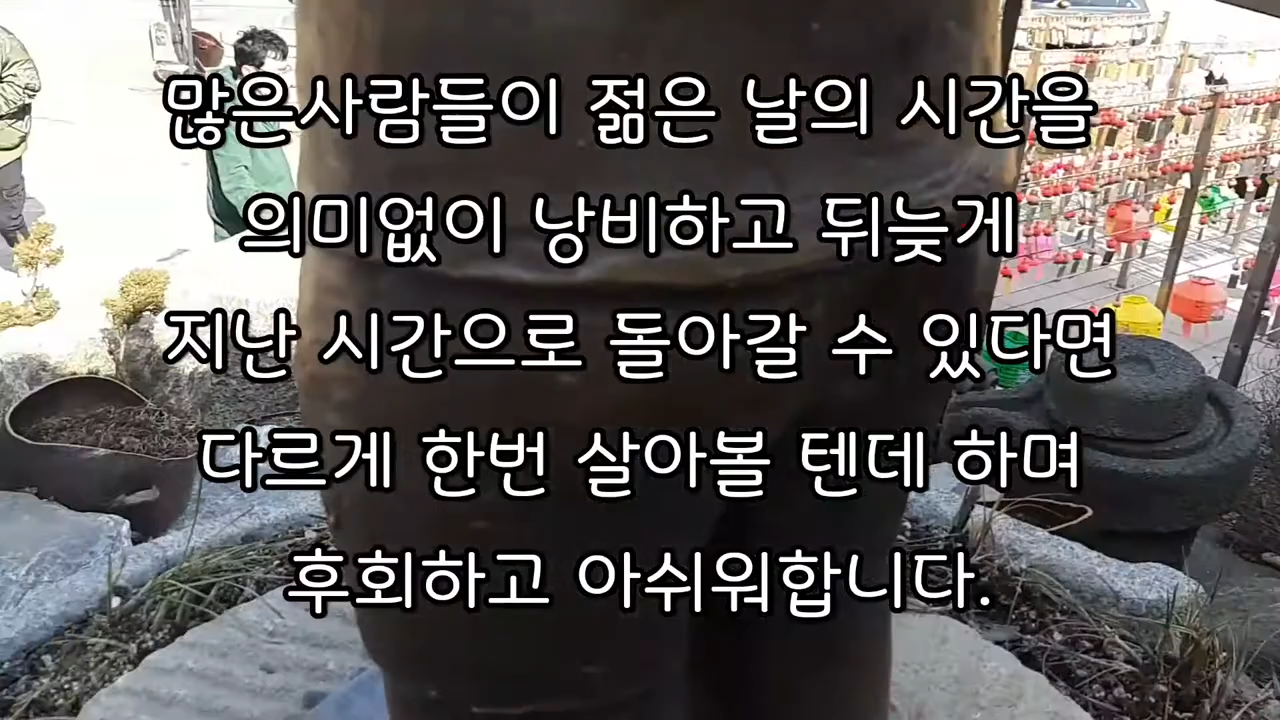 많은사람들이 젊은 날의 시간을
의미없이 낭비하고 뒤늦게
지난 시간으로 돌아갈 수 있다면
다르게 한번 살아볼 텐데 하며
후회하고 아쉬워합니다.